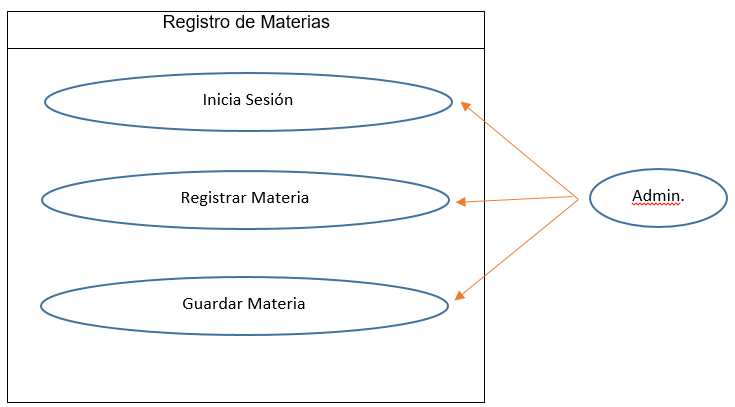 Registro de Materias
Inicia Sesión
Registrar Materia
Admin.
Guardar Materia